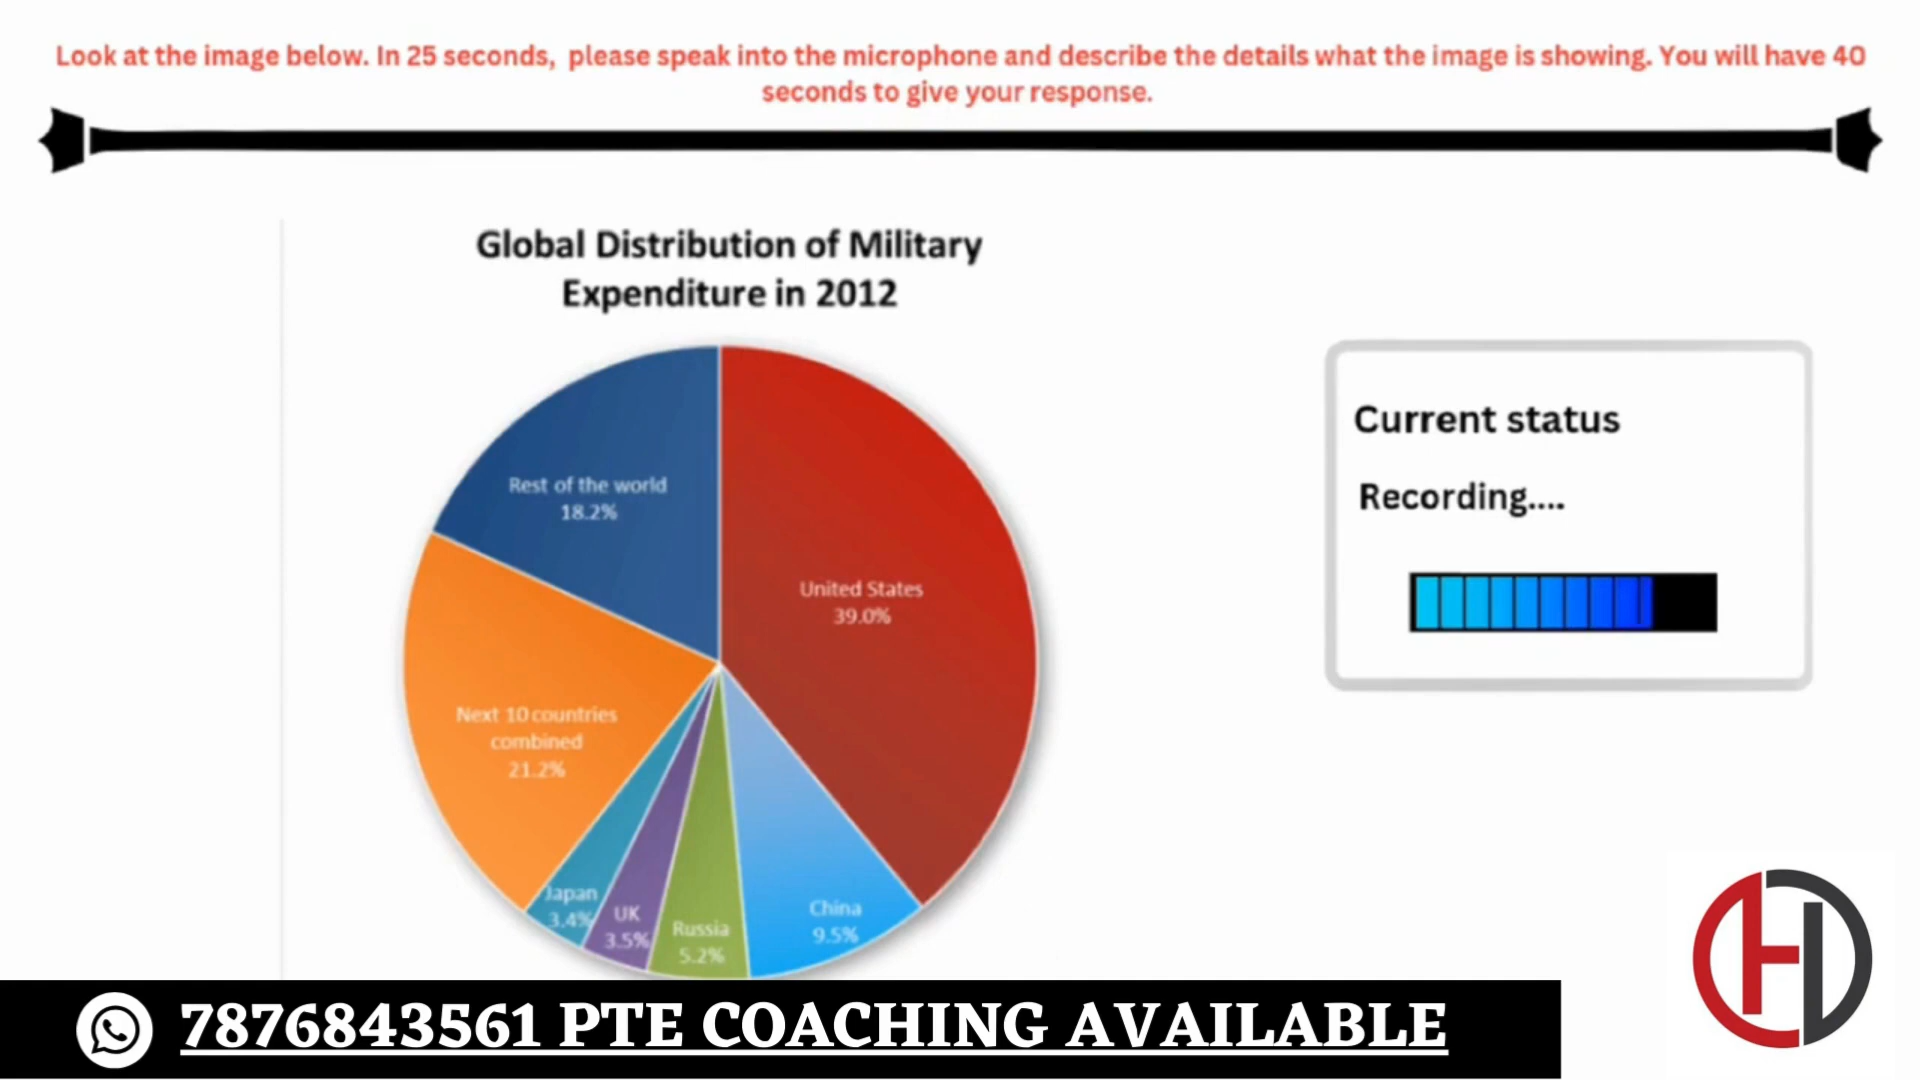 Look at the image below. In 25 seconds, please speak into the microphone and describe the details what the image is showing. You will have 40
seconds to give your response.
Global Distribution of Military
Expenditure in 2012
Rest of the world
18.2%
United States
39.0%
Next 10 countries
combined
21.2%
Japan
3.4%
UK
3.5%
Russia
5.2%
China
9.5%
Current status
Recording....
7876843561 PTE COACHING AVAILABLE